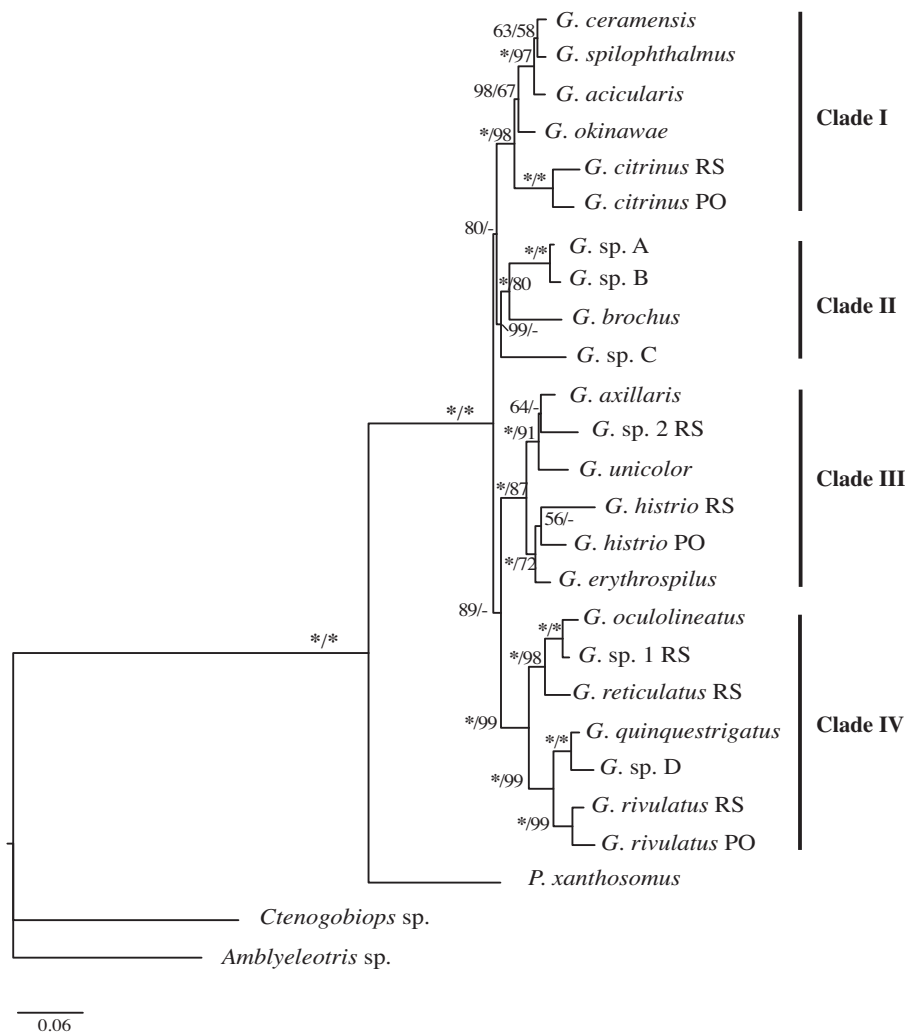 G. ceramensis
63/58
G. spilophthalmus
*/97
98/67
G. acicularis
Clade I
*/98
G. okinawae
G. citrinus RS
*/*
G. citrinus PO
80/-
G. sp. A
*/*
G. sp. B
*/80
Clade II
G. brochus
99/-
G. sp. C
G. axillaris
64/-
*/*
G. sp. 2 RS
*/91
G. unicolor
Clade III
*/87
G. histrio RS
56/-
G. histrio PO
*/72
G. erythrospilus
89/-
G. oculolineatus
*/*
*/*
G. sp. 1 RS
*/98
G. reticulatus RS
*/99
Clade IV
G. quinquestrigatus
*/*
G. sp. D
*/99
G. rivulatus RS
*/99
G. rivulatus PO
P. xanthosomus
Ctenogobiops sp.
Amblyeleotris sp.
0.06